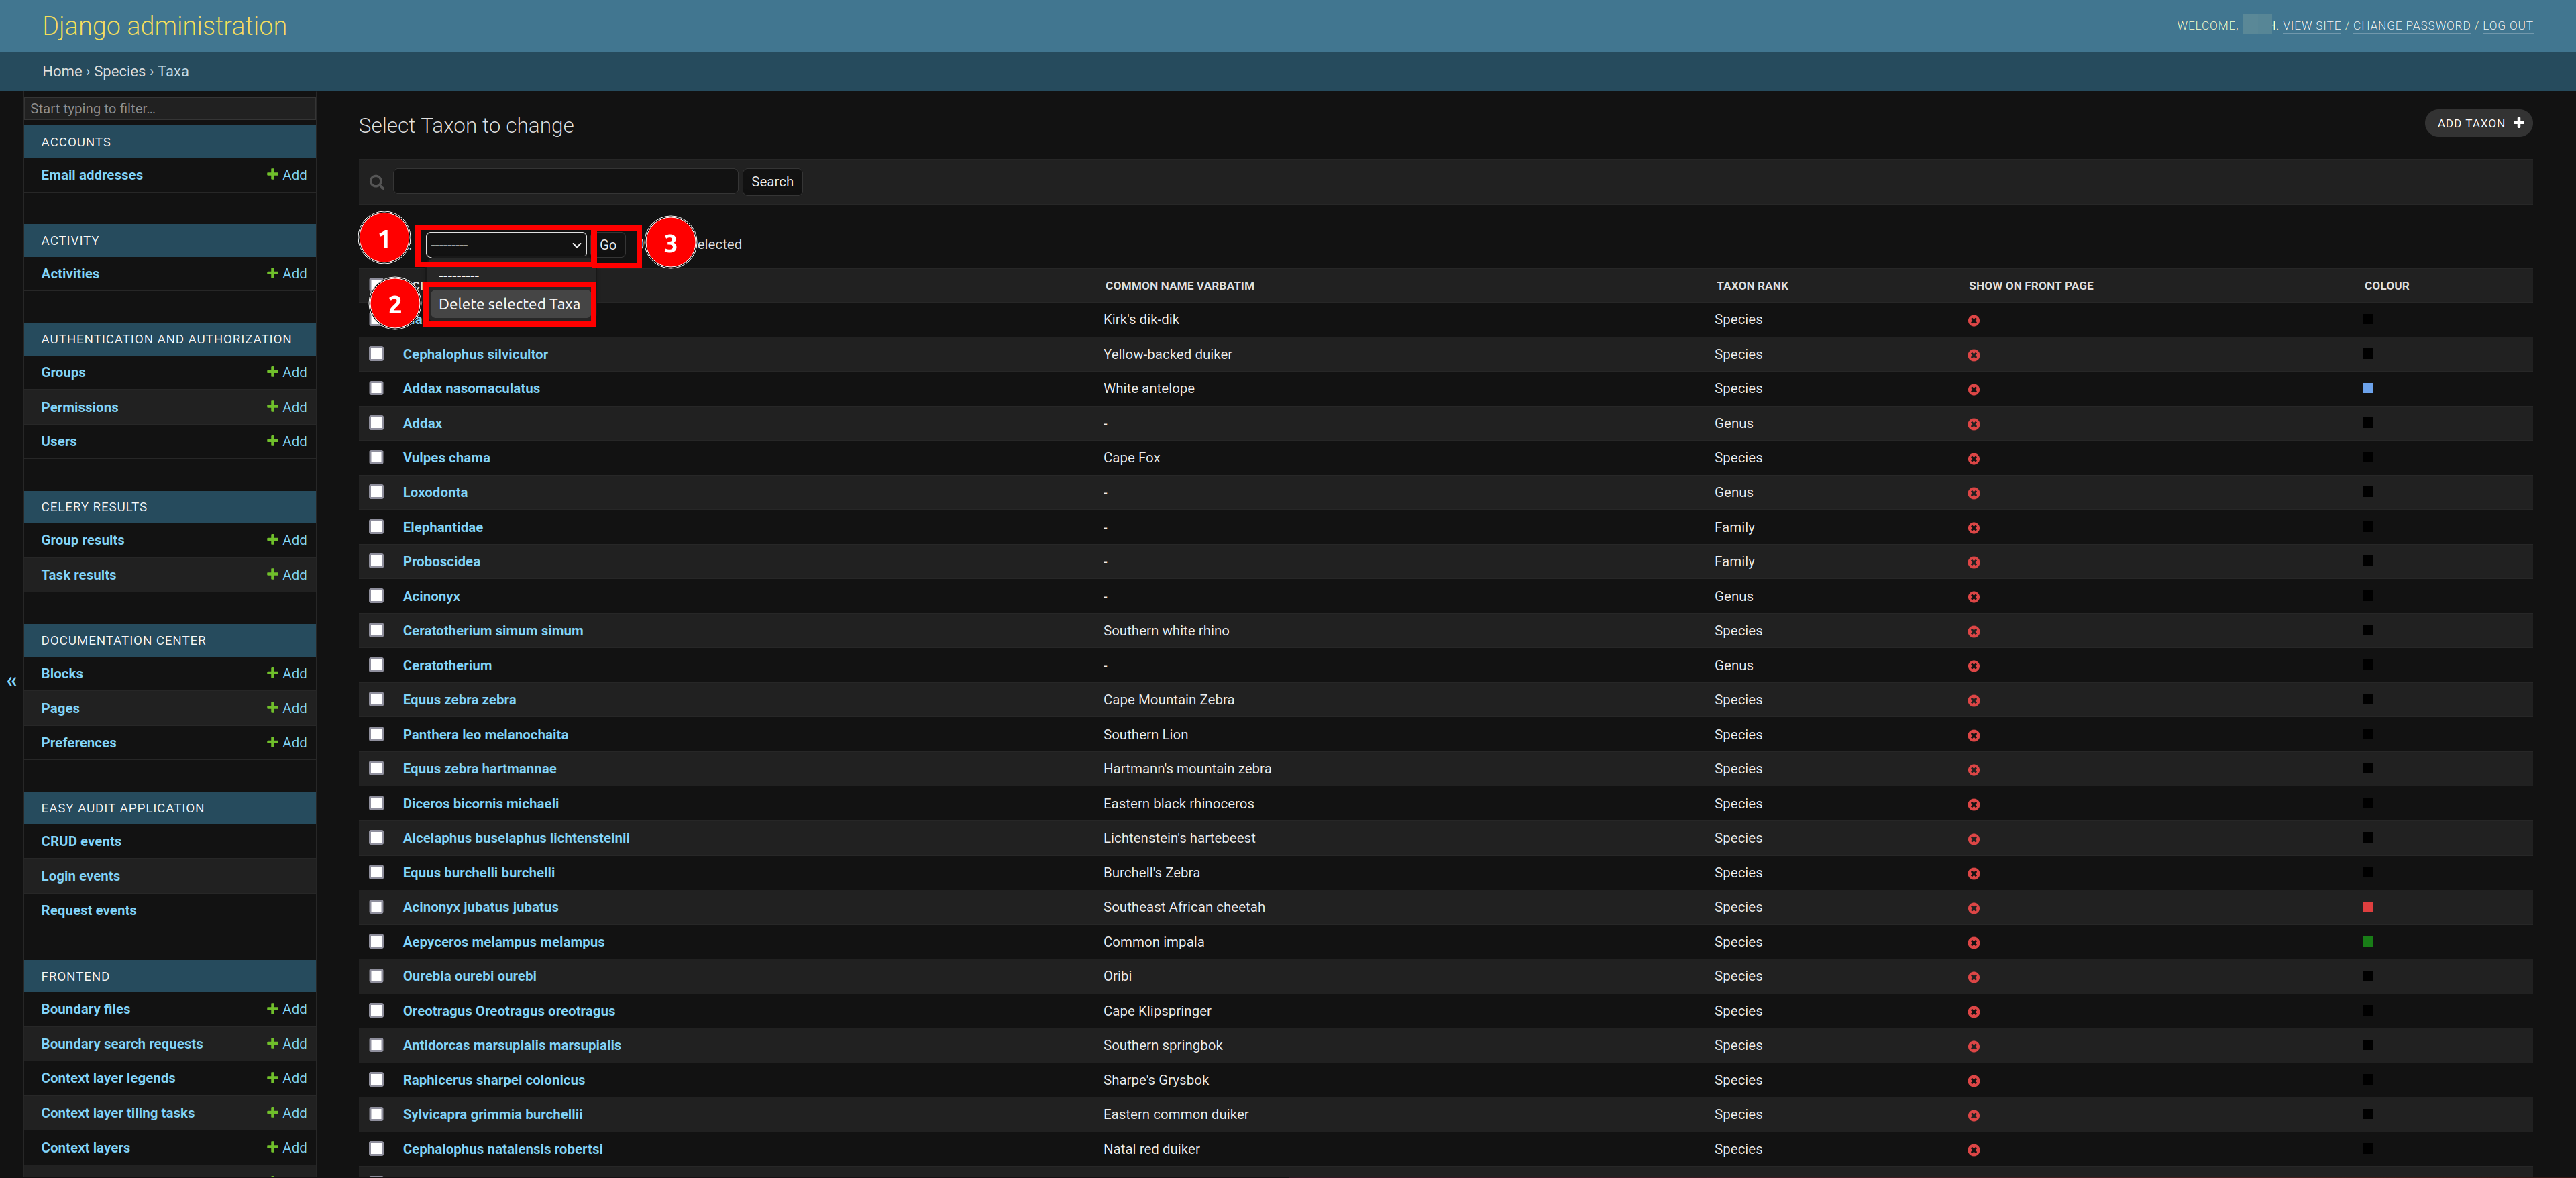 Django administration
WELCOME, H. VIEW SITE / CHANGE PASSWORD / LOG OUT
Home › Species › Taxa
Start typing to filter...
ACCOUNTS
Email addresses + Add
ACTIVITY
Activities + Add
AUTHENTICATION AND AUTHORIZATION
Groups + Add
Permissions + Add
Users + Add
CELERY RESULTS
Group results + Add
Task results + Add
DOCUMENTATION CENTER
Blocks + Add
Pages + Add
Preferences + Add
«
EASY AUDIT APPLICATION
CRUD events
Login events
Request events
FRONTEND
Boundary files + Add
Boundary search requests + Add
Context layer legends + Add
Context layer tiling tasks + Add
Context layers + Add
Select Taxon to change
ADD TAXON +
Search
1 --------- Go 3 elected
---------
2 Delete selected Taxa
COMMON NAME VARBATIM TAXON RANK SHOW ON FRONT PAGE COLOUR
Kirk's dik-dik Species
Cephalophus silvicultor Yellow-backed duiker Species
Addax nasomaculatus White antelope Species
Addax - Genus
Vulpes chama Cape Fox Species
Loxodonta - Genus
Elephantidae - Family
Proboscidea - Family
Acinonyx - Genus
Ceratotherium simum simum Southern white rhino Species
Ceratotherium - Genus
Equus zebra zebra Cape Mountain Zebra Species
Panthera leo melanochaita Southern Lion Species
Equus zebra hartmannae Hartmann's mountain zebra Species
Diceros bicornis michaeli Eastern black rhinoceros Species
Alcelaphus buselaphus lichtensteinii Lichtenstein's hartebeest Species
Equus burchelli burchelli Burchell's Zebra Species
Acinonyx jubatus jubatus Southeast African cheetah Species
Aepyceros melampus melampus Common impala Species
Ourebia ourebi ourebi Oribi Species
Oreotragus Oreotragus oreotragus Cape Klipspringer Species
Antidorcas marsupialis marsupialis Southern springbok Species
Raphicerus sharpei colonicus Sharpe's Grysbok Species
Sylvicapra grimmia burchellii Eastern common duiker Species
Cephalophus natalensis robertsi Natal red duiker Species